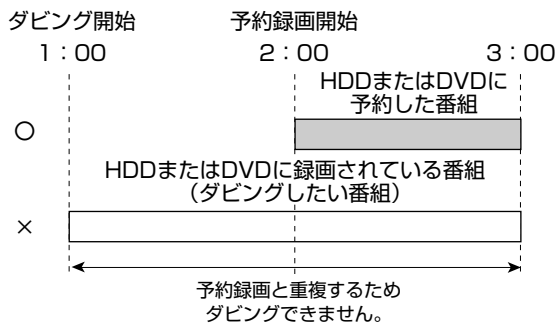 ダビング開始 予約録画開始
1：00 2：00 3：00
HDDまたはDVDに
予約した番組
○
HDDまたはDVDに録画されている番組
（ダビングしたい番組）
×
予約録画と重複するため
ダビングできません。